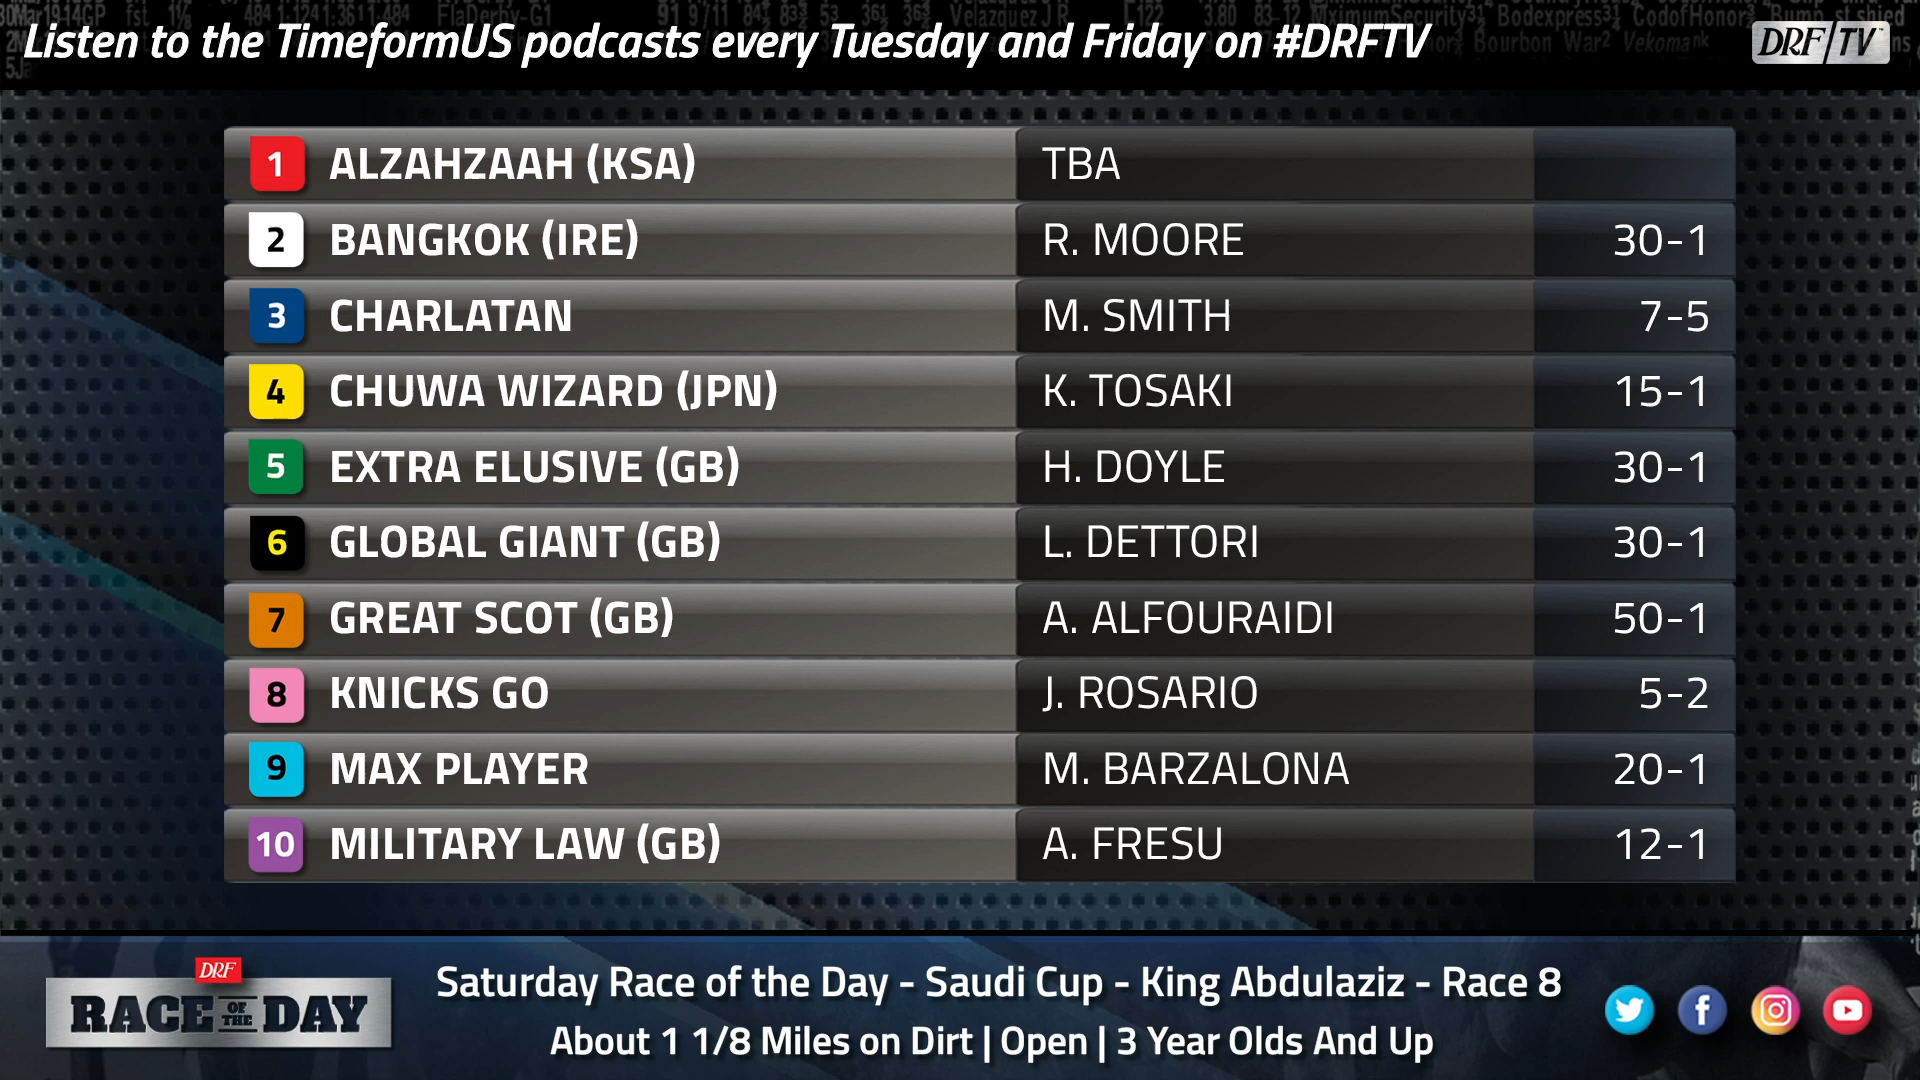 Listen to the TimeformUS podcasts every Tuesday and Friday on #DRFTV
DRF/TV
1 ALZAHZAAH (KSA) TBA
2 BANGKOK (IRE) R. MOORE 30-1
3 CHARLATAN M. SMITH 7-5
4 CHUWA WIZARD (JPN) K. TOSAKI 15-1
5 EXTRA ELUSIVE (GB) H. DOYLE 30-1
6 GLOBAL GIANT (GB) L. DETTORI 30-1
7 GREAT SCOT (GB) A. ALFOURAIDI 50-1
8 KNICKS GO J. ROSARIO 5-2
9 MAX PLAYER M. BARZALONA 20-1
10 MILITARY LAW (GB) A. FRESU 12-1
DRF
RACE OF THE DAY
Saturday Race of the Day - Saudi Cup - King Abdulaziz - Race 8
About 1 1/8 Miles on Dirt | Open | 3 Year Olds And Up